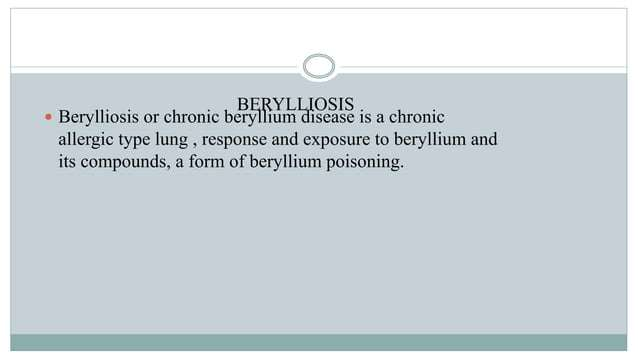 BERYLLIOSIS
• Berylliosis or chronic beryllium disease is a chronic
allergic type lung , response and exposure to beryllium and
its compounds, a form of beryllium poisoning.